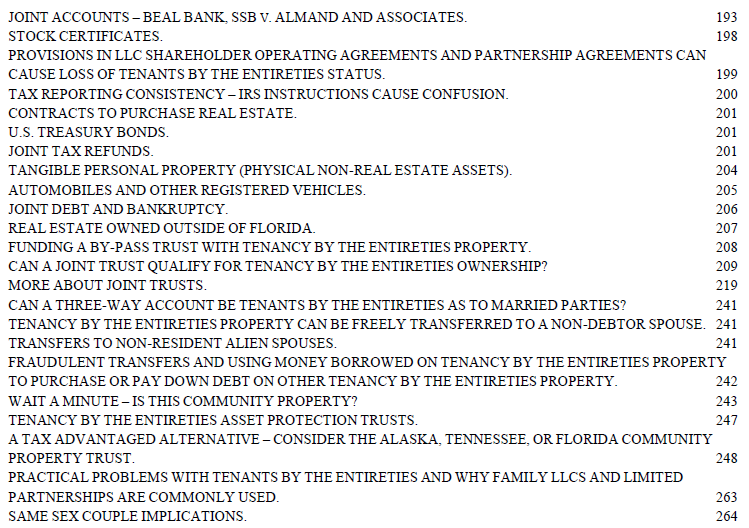 JOINT ACCOUNTS – BEAL BANK, SSB V. ALMAND AND ASSOCIATES. 193
STOCK CERTIFICATES. 198
PROVISIONS IN LLC SHAREHOLDER OPERATING AGREEMENTS AND PARTNERSHIP AGREEMENTS CAN
CAUSE LOSS OF TENANTS BY THE ENTIRETIES STATUS. 199
TAX REPORTING CONSISTENCY – IRS INSTRUCTIONS CAUSE CONFUSION. 200
CONTRACTS TO PURCHASE REAL ESTATE. 201
U.S. TREASURY BONDS. 201
JOINT TAX REFUNDS. 201
TANGIBLE PERSONAL PROPERTY (PHYSICAL NON-REAL ESTATE ASSETS). 204
AUTOMOBILES AND OTHER REGISTERED VEHICLES. 205
JOINT DEBT AND BANKRUPTCY. 206
REAL ESTATE OWNED OUTSIDE OF FLORIDA. 207
FUNDING A BY-PASS TRUST WITH TENANCY BY THE ENTIRETIES PROPERTY. 208
CAN A JOINT TRUST QUALIFY FOR TENANCY BY THE ENTIRETIES OWNERSHIP? 209
MORE ABOUT JOINT TRUSTS. 219
CAN A THREE-WAY ACCOUNT BE TENANTS BY THE ENTIRETIES AS TO MARRIED PARTIES? 241
TENANCY BY THE ENTIRETIES PROPERTY CAN BE FREELY TRANSFERRED TO A NON-DEBTOR SPOUSE. 241
TRANSFERS TO NON-RESIDENT ALIEN SPOUSES. 241
FRAUDULENT TRANSFERS AND USING MONEY BORROWED ON TENANCY BY THE ENTIRETIES PROPERTY
TO PURCHASE OR PAY DOWN DEBT ON OTHER TENANCY BY THE ENTIRETIES PROPERTY. 242
WAIT A MINUTE – IS THIS COMMUNITY PROPERTY? 243
TENANCY BY THE ENTIRETIES ASSET PROTECTION TRUSTS. 247
A TAX ADVANTAGED ALTERNATIVE – CONSIDER THE ALASKA, TENNESSEE, OR FLORIDA COMMUNITY
PROPERTY TRUST. 248
PRACTICAL PROBLEMS WITH TENANTS BY THE ENTIRETIES AND WHY FAMILY LLCS AND LIMITED
PARTNERSHIPS ARE COMMONLY USED. 263
SAME SEX COUPLE IMPLICATIONS. 264